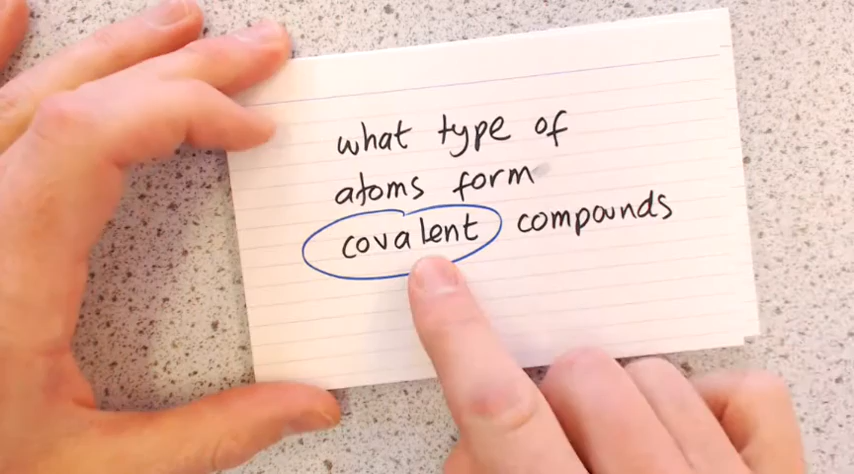 what type of
atoms form
covalent compounds